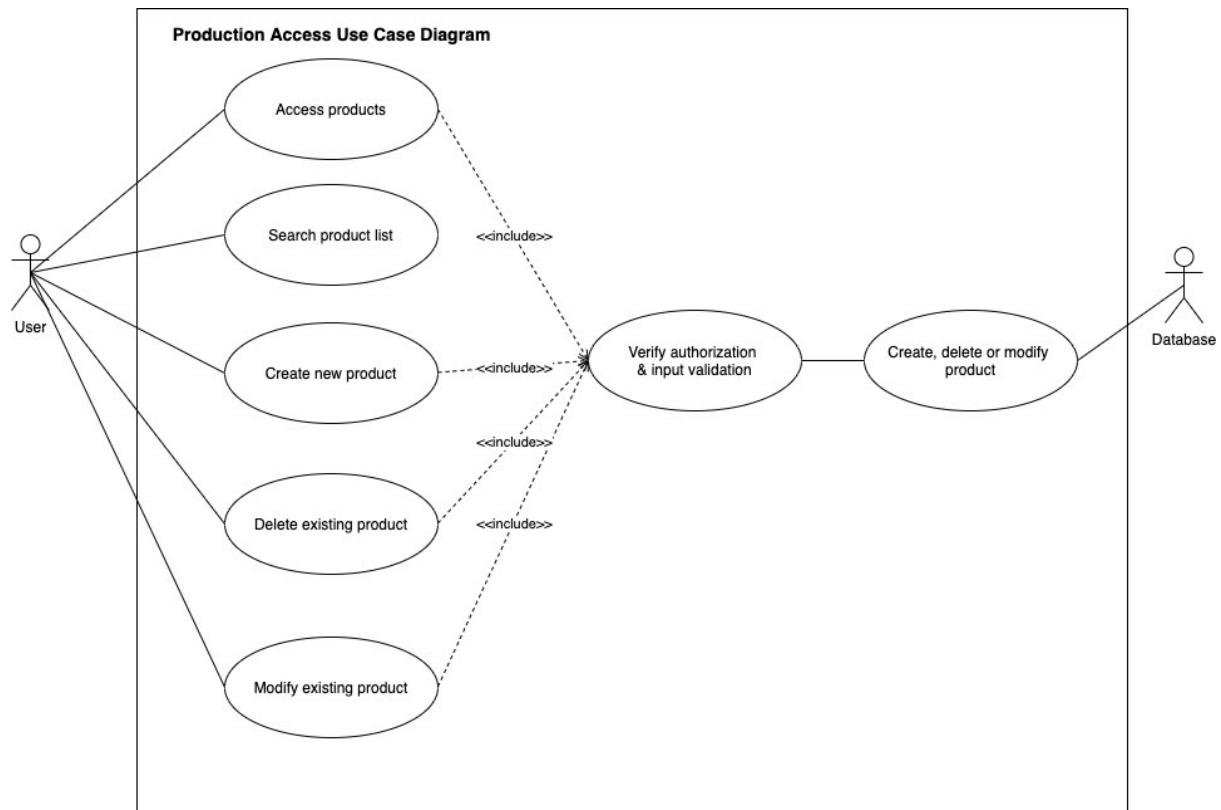 Production Access Use Case Diagram
Access products
Search product list
<<include>>
User
Create new product
<<include>>
Verify authorization
& input validation
Create, delete or modify
product
Database
<<include>>
Delete existing product
<<include>>
Modify existing product